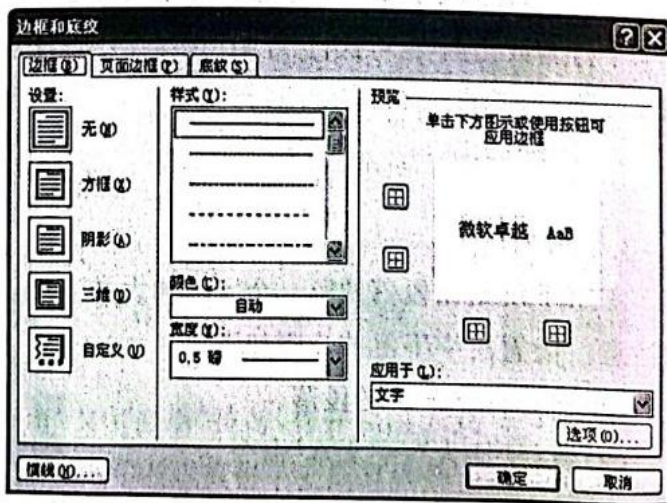 边框和底纹
边框(B) 页面边框(P) 底纹(S)
设置:
无(N)
方框(X)
阴影(A)
三维(D)
自定义(U)
样式(Y):
颜色(C):
自动
宽度(W):
0.5 磅
预览
单击下方图示或使用按钮可
应用边框
微软卓越 AaB
应用于(L):
文字
选项(O)...
横线(H)....
确定
取消